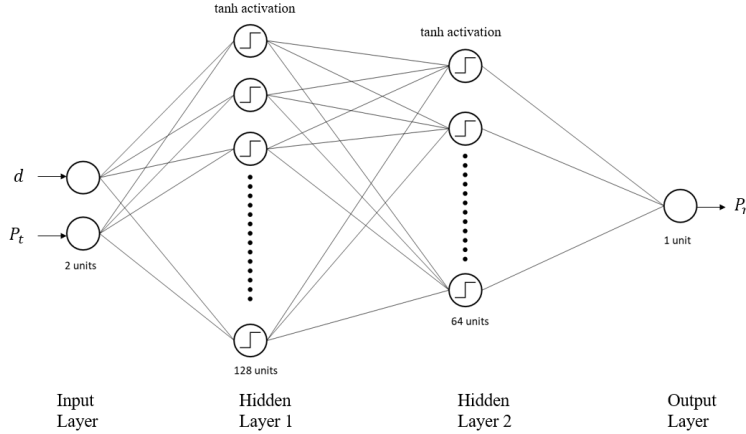 tanh activation
tanh activation
d
P_t
2 units
128 units
64 units
1 unit
P_r
Input
Layer
Hidden
Layer 1
Hidden
Layer 2
Output
Layer